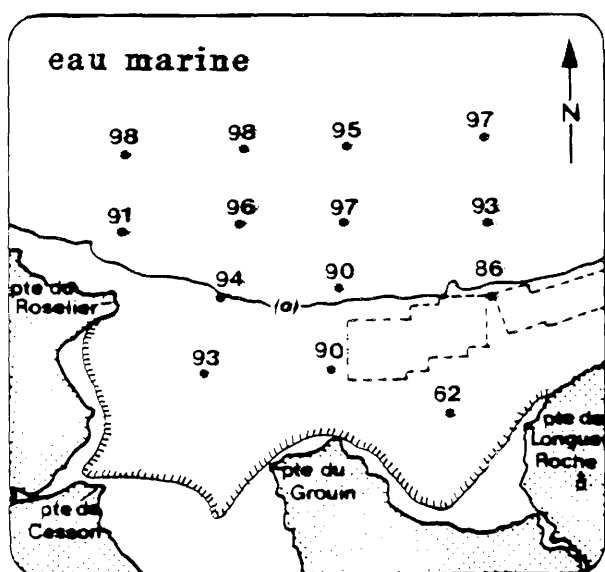 eau marine
98 98 95 97
N
91 96 97 93
94 90 86
pte du
Roselier
(o)
93 90 62
pte de
Longue
Roche
pte du
Grouin
pte de
Cesson